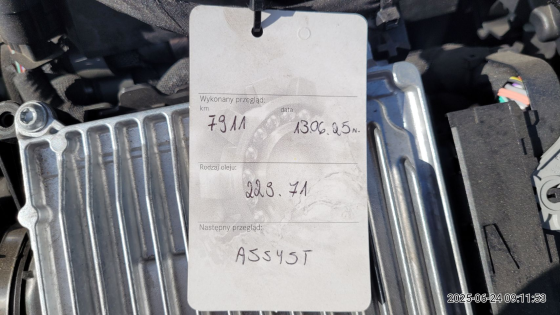 Wykonany przegląd:
km data
7911 13.06.25r.
Rodzaj oleju:
229.71
Następny przegląd:
ASSYST
2025-06-24 09:11:53